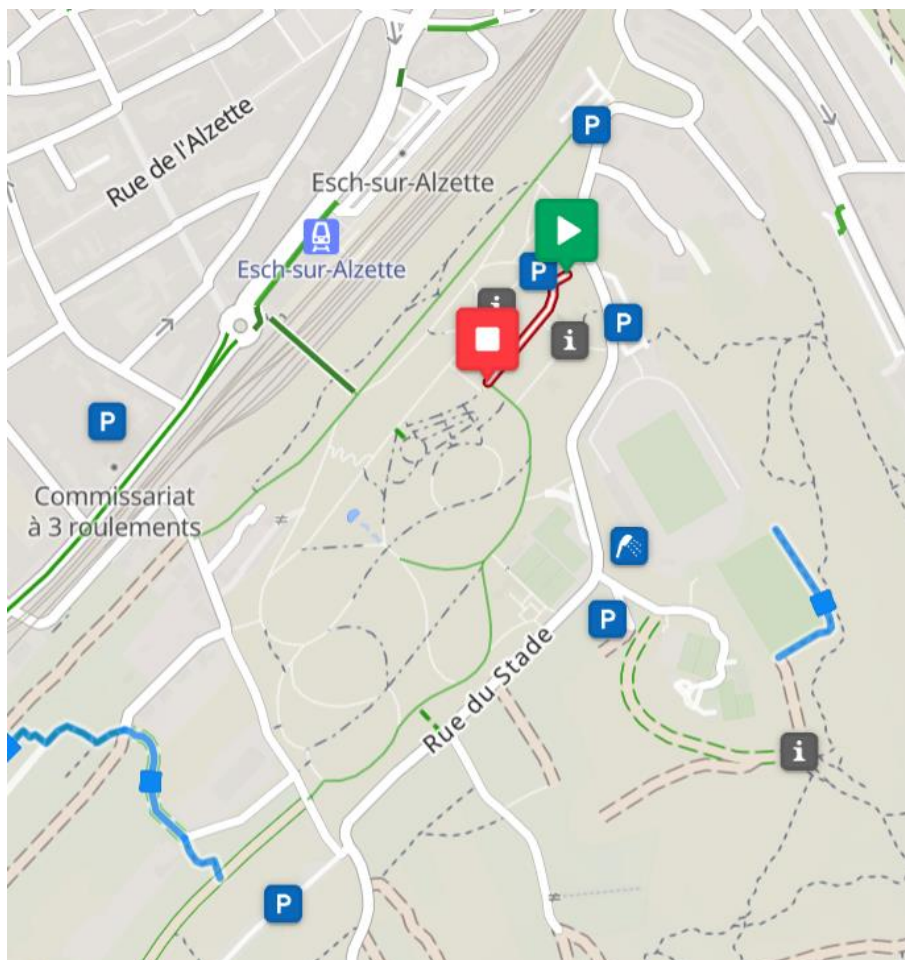 Rue de l'Alzette
P
Esch-sur-Alzette
Esch-sur-Alzette
P
i
P
i
P
Commissariat
à 3 roulements
P
Rue du Stade
i
P